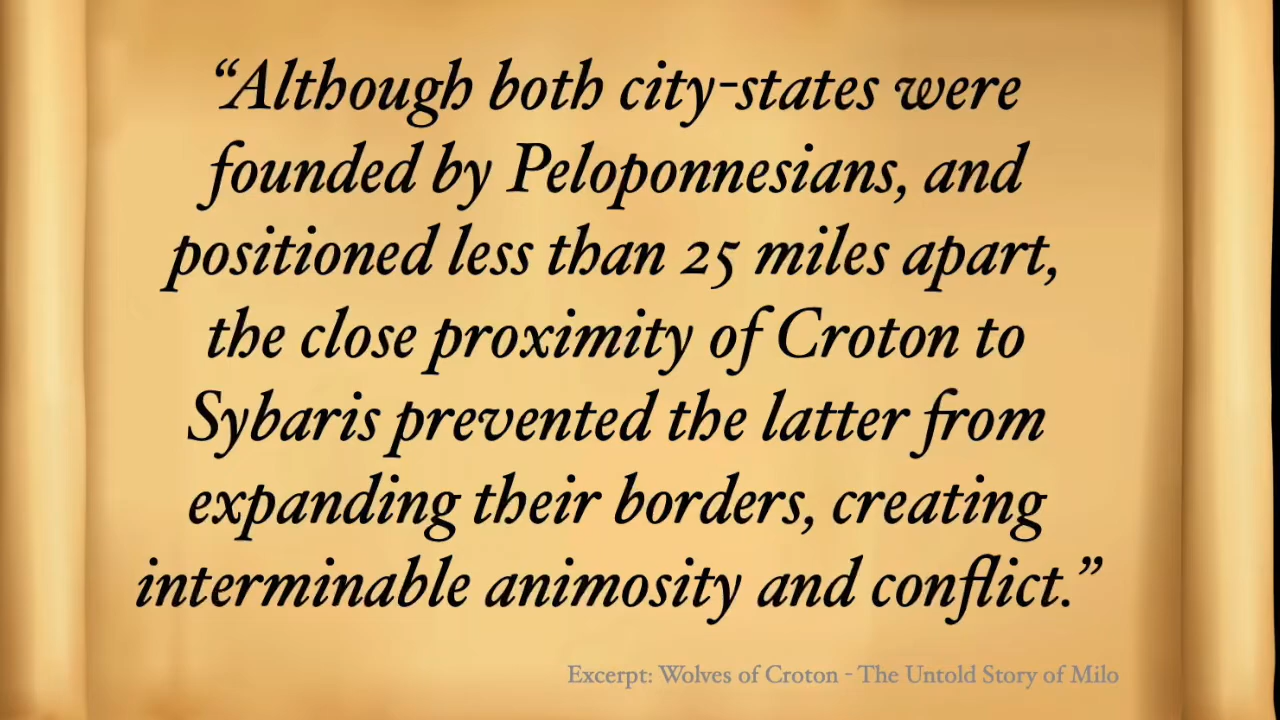 “Although both city-states were
founded by Peloponnesians, and
positioned less than 25 miles apart,
the close proximity of Croton to
Sybaris prevented the latter from
expanding their borders, creating
interminable animosity and conflict.”
Excerpt: Wolves of Croton - The Untold Story of Milo